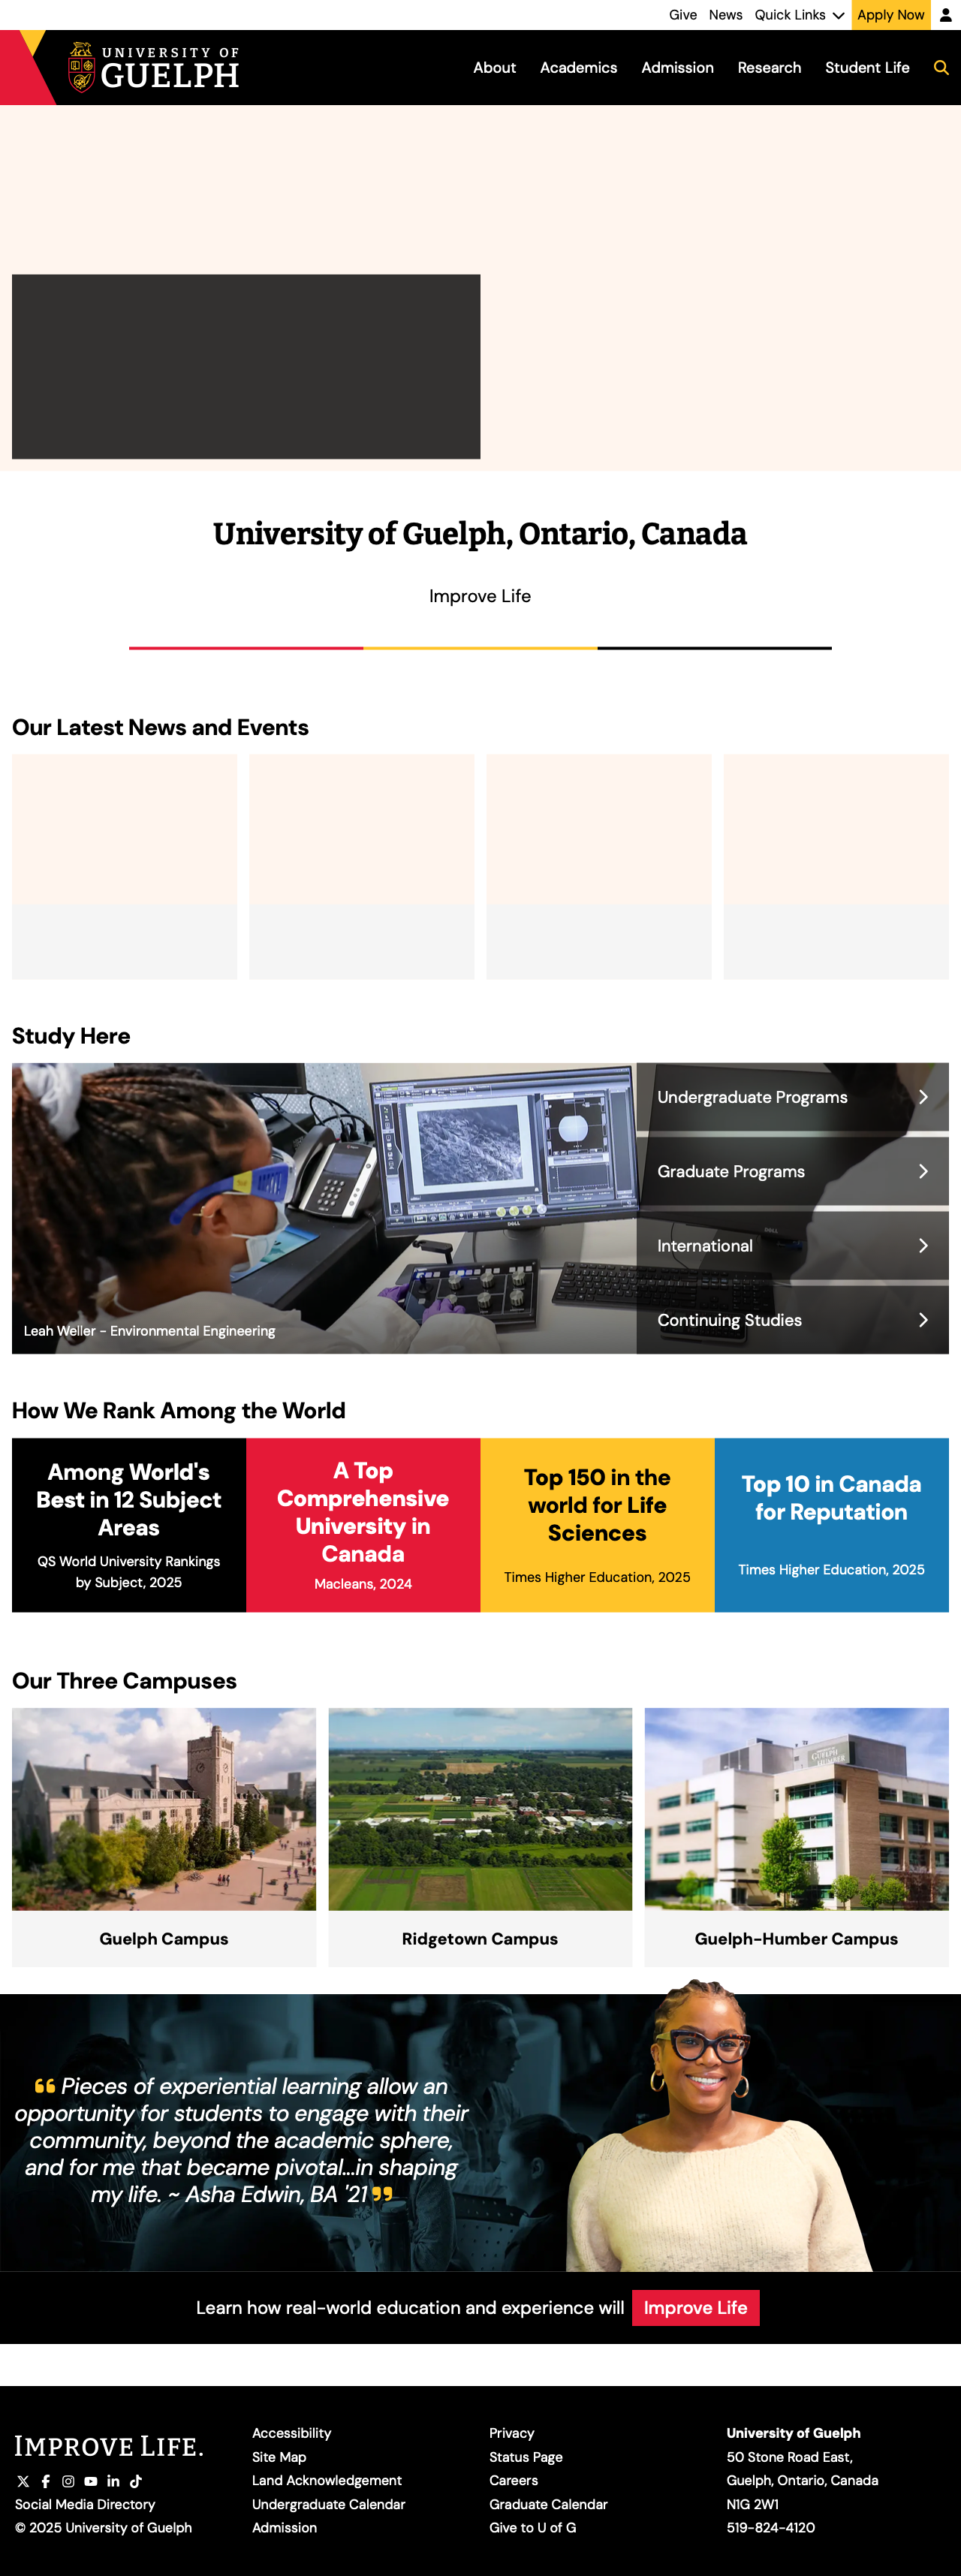 Give News Quick Links Apply Now
UNIVERSITY OF
GUELPH
About Academics Admission Research Student Life
University of Guelph, Ontario, Canada
Improve Life
Our Latest News and Events
Study Here
Undergraduate Programs
Graduate Programs
International
Continuing Studies
Leah Weller - Environmental Engineering
How We Rank Among the World
Among World's
Best in 12 Subject
Areas
QS World University Rankings
by Subject, 2025
A Top
Comprehensive
University in
Canada
Macleans, 2024
Top 150 in the
world for Life
Sciences
Times Higher Education, 2025
Top 10 in Canada
for Reputation
Times Higher Education, 2025
Our Three Campuses
GUELPH
HUMBER
Guelph Campus
Ridgetown Campus
Guelph-Humber Campus
“ Pieces of experiential learning allow an
opportunity for students to engage with their
community, beyond the academic sphere,
and for me that became pivotal...in shaping
my life. ~ Asha Edwin, BA '21 ”
Learn how real-world education and experience will Improve Life
IMPROVE LIFE.
Social Media Directory
© 2025 University of Guelph
Accessibility
Site Map
Land Acknowledgement
Undergraduate Calendar
Admission
Privacy
Status Page
Careers
Graduate Calendar
Give to U of G
University of Guelph
50 Stone Road East,
Guelph, Ontario, Canada
N1G 2W1
519-824-4120